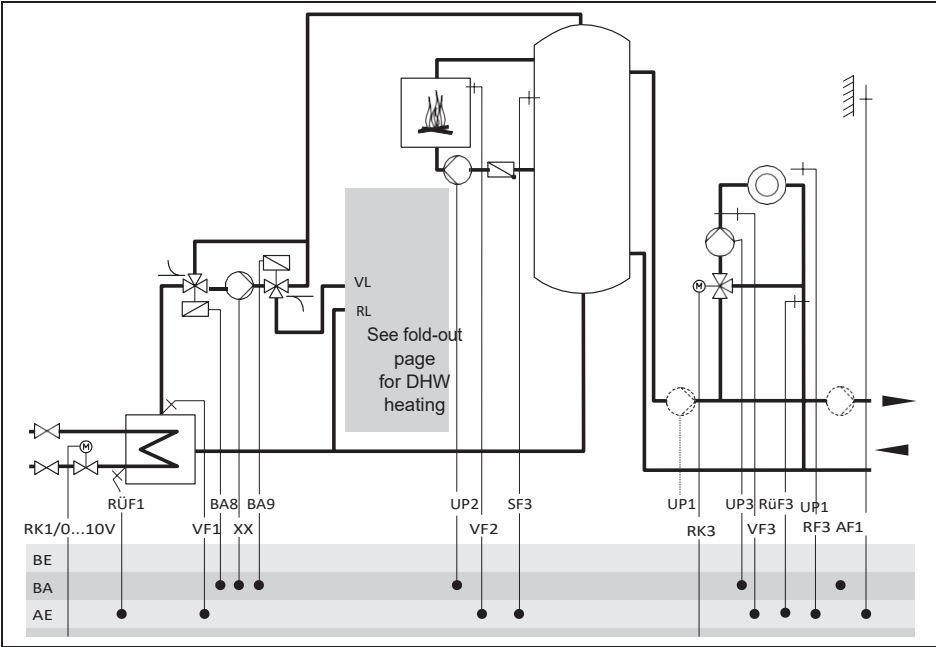 VL
RL
See fold-out
page
for DHW
heating
M
M
RÜF1 BA8 BA9 UP2 SF3 UP1 UP3 RüF3 UP1
RK1/0...10V VF1 XX VF2 RK3 VF3 RF3 AF1
BE
BA
AE